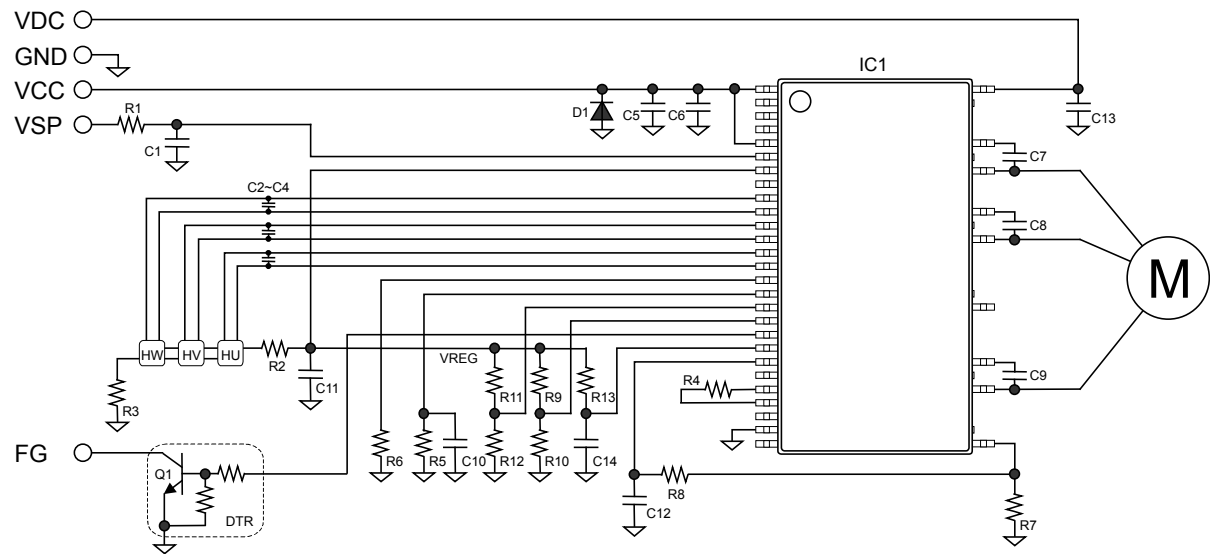 VDC
GND
VCC
VSP
R1
C1
D1
C5
C6
IC1
C13
C7
C2~C4
C8
M
HW
HV
HU
R2
VREG
C11
R3
R11
R9
R13
R4
C9
FG
Q1
DTR
R6
R5
C10
R12
R10
C14
R8
C12
R7